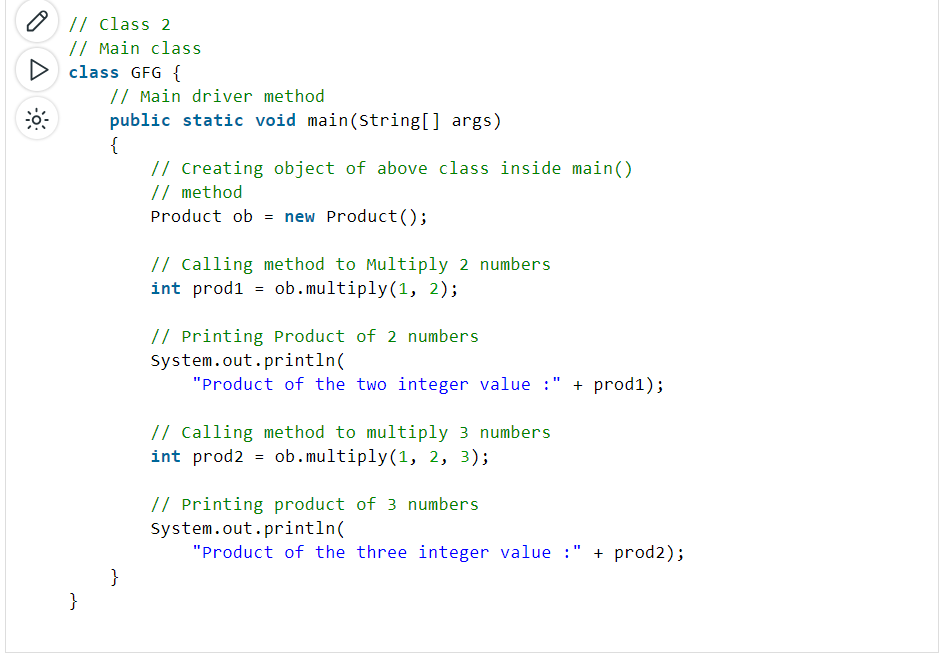 // Class 2
// Main class
class GFG {
    // Main driver method
    public static void main(String[] args)
    {
        // Creating object of above class inside main()
        // method
        Product ob = new Product();

        // Calling method to Multiply 2 numbers
        int prod1 = ob.multiply(1, 2);

        // Printing Product of 2 numbers
        System.out.println(
            "Product of the two integer value :" + prod1);

        // Calling method to multiply 3 numbers
        int prod2 = ob.multiply(1, 2, 3);

        // Printing product of 3 numbers
        System.out.println(
            "Product of the three integer value :" + prod2);
    }
}